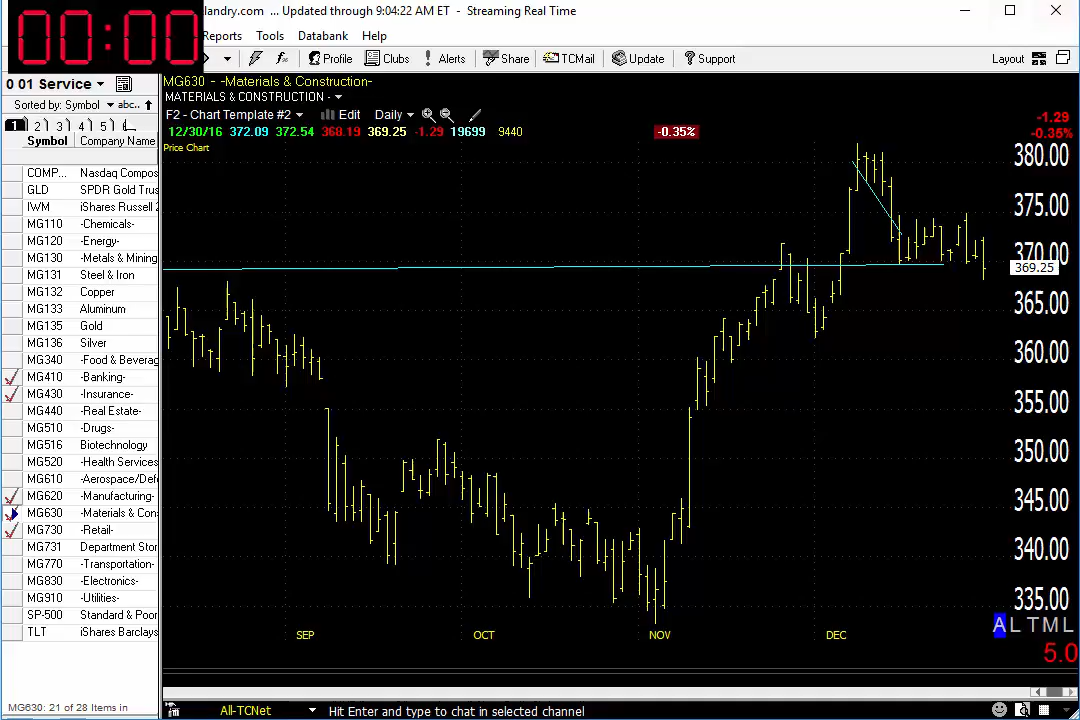 00:00
landry.com ... Updated through 9:04:22 AM ET - Streaming Real Time
Reports Tools Databank Help
Profile Clubs Alerts Share TCMail Update Support Layout
0 01 Service
MG630 - -Materials & Construction-
Sorted by: Symbol abc..
MATERIALS & CONSTRUCTION -
F2 - Chart Template #2 Edit Daily
1 2 3 4 5
12/30/16 372.09 372.54 368.19 369.25 -1.29 19699 9440 -0.35%
Symbol Company Name
Price Chart
-1.29
-0.35%
COMP... Nasdaq Compos
GLD SPDR Gold Trus
IWM iShares Russell 2
MG110 -Chemicals-
MG120 -Energy-
MG130 -Metals & Mining
MG131 Steel & Iron
MG132 Copper
MG133 Aluminum
MG135 Gold
MG136 Silver
MG340 -Food & Beverag
MG410 -Banking-
MG430 -Insurance-
MG440 -Real Estate-
MG510 -Drugs-
MG516 Biotechnology
MG520 -Health Services
MG610 -Aerospace/Defe
MG620 -Manufacturing-
MG630 -Materials & Con
MG730 -Retail-
MG731 Department Stor
MG770 -Transportation-
MG830 -Electronics-
MG910 -Utilities-
SP-500 Standard & Poor
TLT iShares Barclays
380.00
375.00
370.00
369.25
365.00
360.00
355.00
350.00
345.00
340.00
335.00
A L T M L
SEP OCT NOV DEC
5.0
MG630: 21 of 28 Items in
All-TCNet Hit Enter and type to chat in selected channel